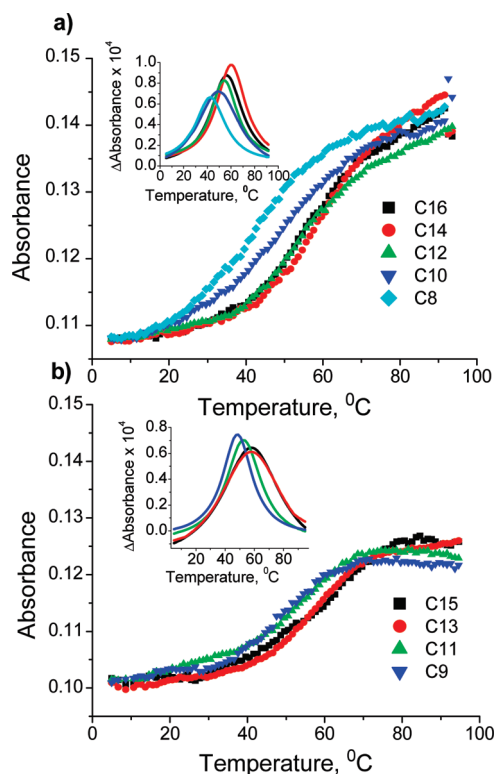 a)
0.15
0.14
0.13
0.12
0.11
Absorbance
1.0
0.8
0.6
0.4
0.2
0.0
ΔAbsorbance x 10⁴
0 20 40 60 80 100
Temperature, ⁰C
C16
C14
C12
C10
C8
0 20 40 60 80 100
Temperature, ⁰C
b)
0.15
0.14
0.13
0.12
0.11
0.10
Absorbance
0.8
0.6
0.4
0.2
0.0
ΔAbsorbance x 10⁴
20 40 60 80
Temperature, ⁰C
C15
C13
C11
C9
0 20 40 60 80 100
Temperature, ⁰C